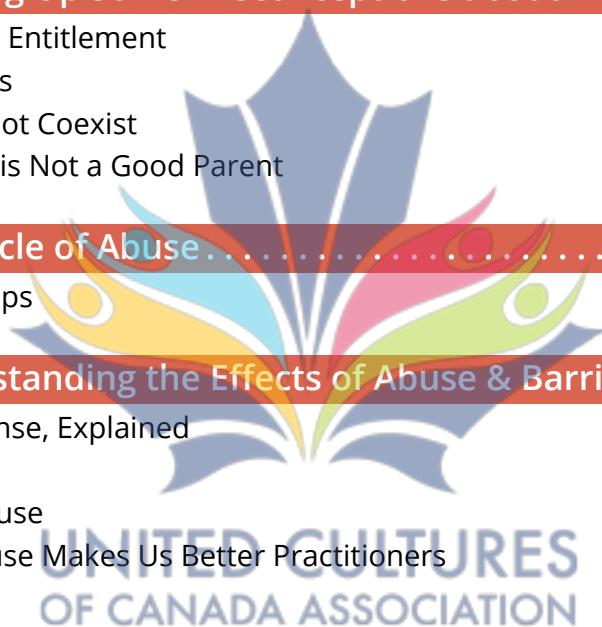 Entitlement
s
ot Coexist
is Not a Good Parent
cle of Abuse . . . . . . . . . . . . . . . . . . . . . .
ps
standing the Effects of Abuse & Barri
nse, Explained
use
use Makes Us Better Practitioners
UNITED CULTURES
OF CANADA ASSOCIATION